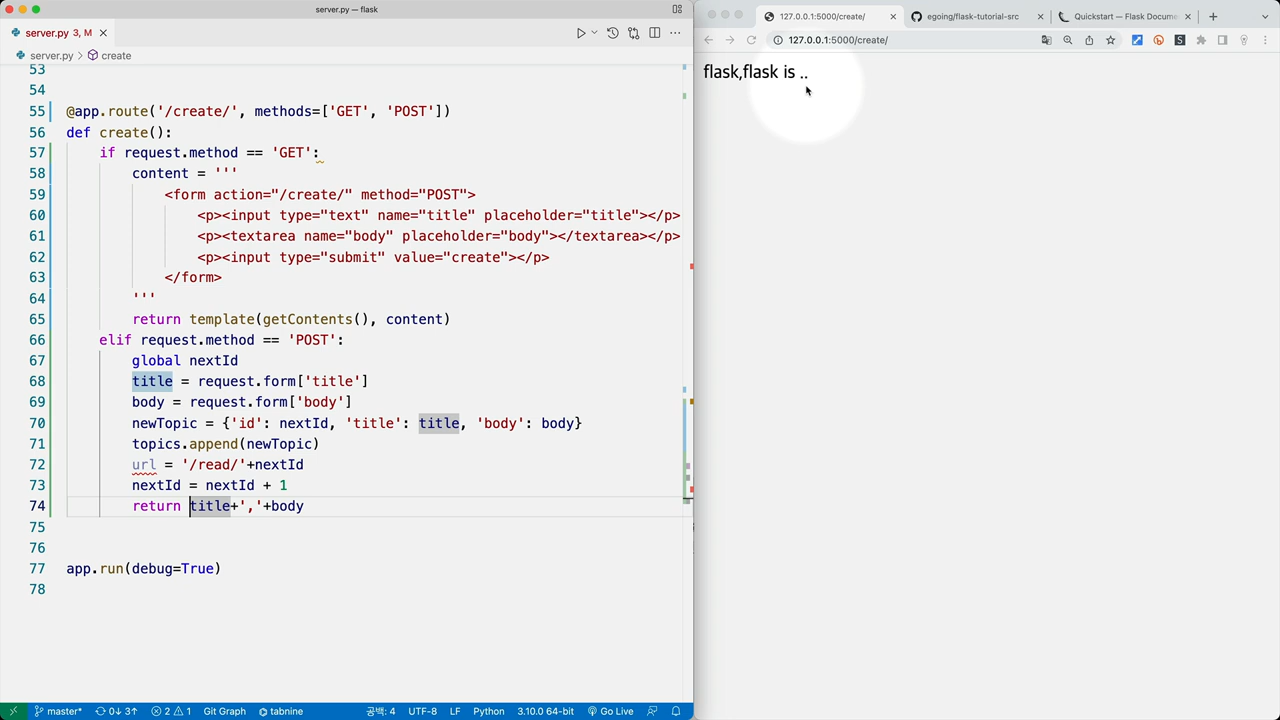 server.py — flask
server.py 3, M
server.py > create
53
54
55 @app.route('/create/', methods=['GET', 'POST'])
56 def create():
57 if request.method == 'GET':
58 content = '''
59 <form action="/create/" method="POST">
60 <p><input type="text" name="title" placeholder="title"></p>
61 <p><textarea name="body" placeholder="body"></textarea></p>
62 <p><input type="submit" value="create"></p>
63 </form>
64 '''
65 return template(getContents(), content)
66 elif request.method == 'POST':
67 global nextId
68 title = request.form['title']
69 body = request.form['body']
70 newTopic = {'id': nextId, 'title': title, 'body': body}
71 topics.append(newTopic)
72 url = '/read/'+nextId
73 nextId = nextId + 1
74 return title+','+body
75
76
77 app.run(debug=True)
78
master* 0↓ 3↑ 2 1 Git Graph tabnine 공백: 4 UTF-8 LF Python 3.10.0 64-bit Go Live
127.0.0.1:5000/create/ egoing/flask-tutorial-src Quickstart — Flask Docume
127.0.0.1:5000/create/
flask,flask is ..